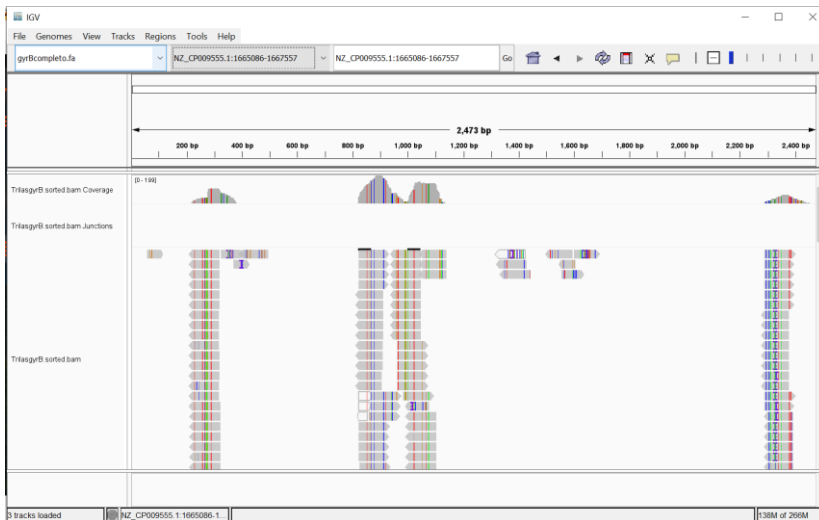 IGV
File Genomes View Tracks Regions Tools Help
gyrBcompleto.fa NZ_CP009555.1:1665086-1667557 NZ_CP009555.1:1665086-1667557 Go
2,473 bp
200 bp 400 bp 600 bp 800 bp 1,000 bp 1,200 bp 1,400 bp 1,600 bp 1,800 bp 2,000 bp 2,200 bp 2,400 bp
[0 - 199]
TrilasgyrB.sorted.bam Coverage
TrilasgyrB.sorted.bam Junctions
TrilasgyrB.sorted.bam
3 tracks loaded NZ_CP009555.1:1665086-1... 138M of 266M